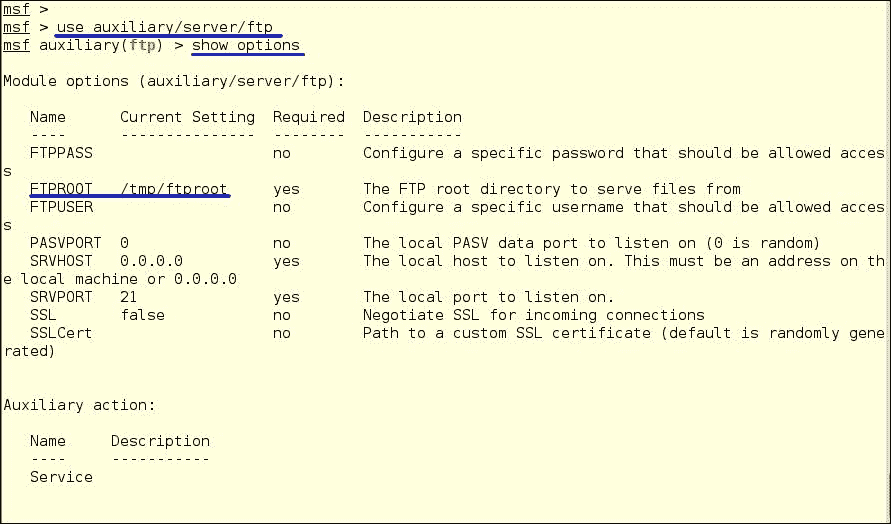 msf >
msf > use auxiliary/server/ftp
msf auxiliary(ftp) > show options
Module options (auxiliary/server/ftp):
Name Current Setting Required Description
---- --------------- -------- -----------
FTPPASS no Configure a specific password that should be allowed acces
s
FTPROOT /tmp/ftproot yes The FTP root directory to serve files from
FTPUSER no Configure a specific username that should be allowed acces
s
PASVPORT 0 no The local PASV data port to listen on (0 is random)
SRVHOST 0.0.0.0 yes The local host to listen on. This must be an address on th
e local machine or 0.0.0.0
SRVPORT 21 yes The local port to listen on.
SSL false no Negotiate SSL for incoming connections
SSLCert no Path to a custom SSL certificate (default is randomly gene
rated)
Auxiliary action:
Name Description
---- -----------
Service